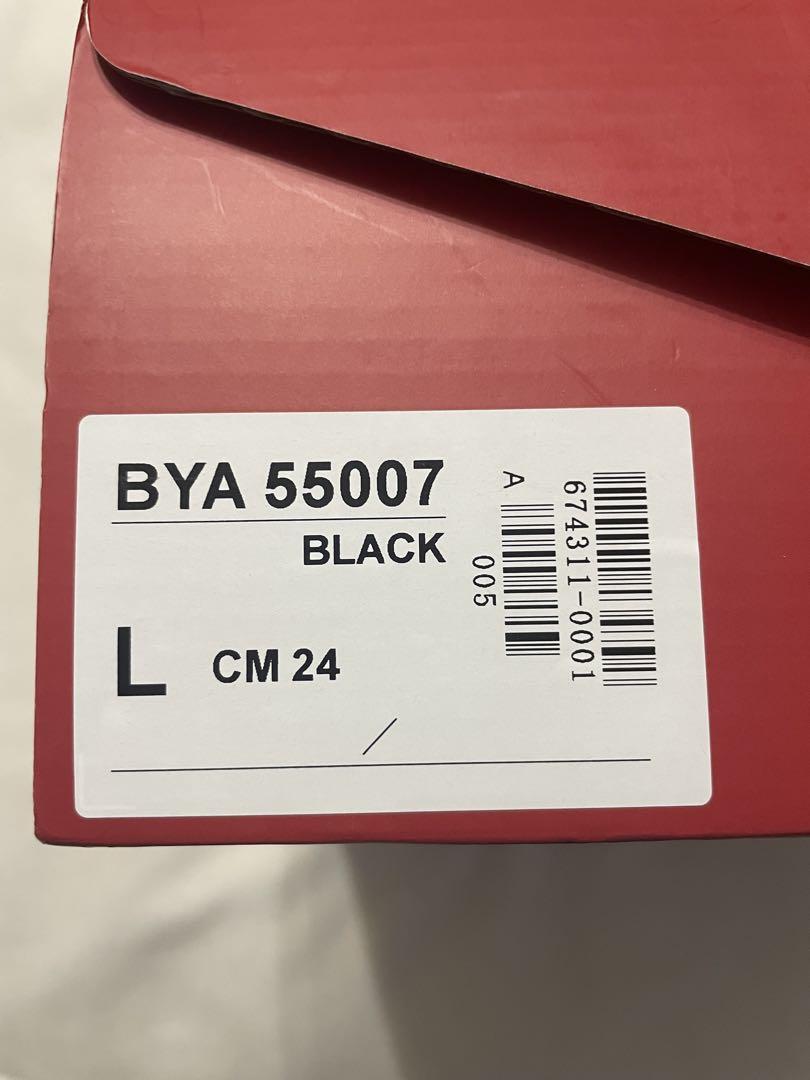 BYA 55007
BLACK
L CM 24
/
A
005
674311-0001